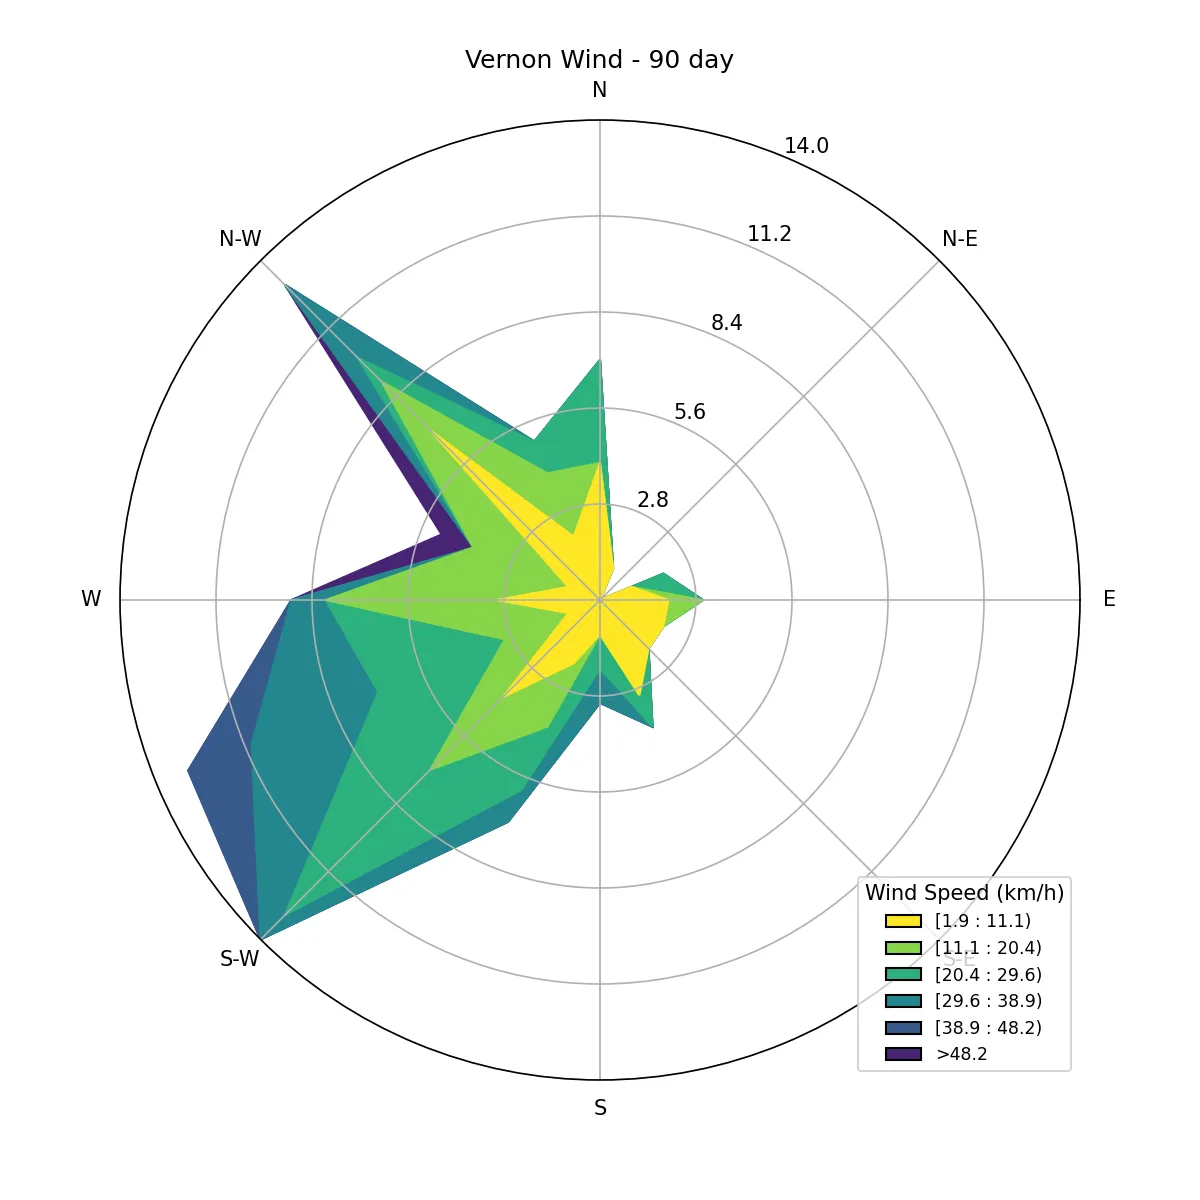 Vernon Wind - 90 day
N
14.0
11.2
N-W
N-E
8.4
5.6
2.8
W
E
Wind Speed (km/h)
[1.9 : 11.1)
[11.1 : 20.4)
S-W
S-E
[20.4 : 29.6)
[29.6 : 38.9)
[38.9 : 48.2)
>48.2
S